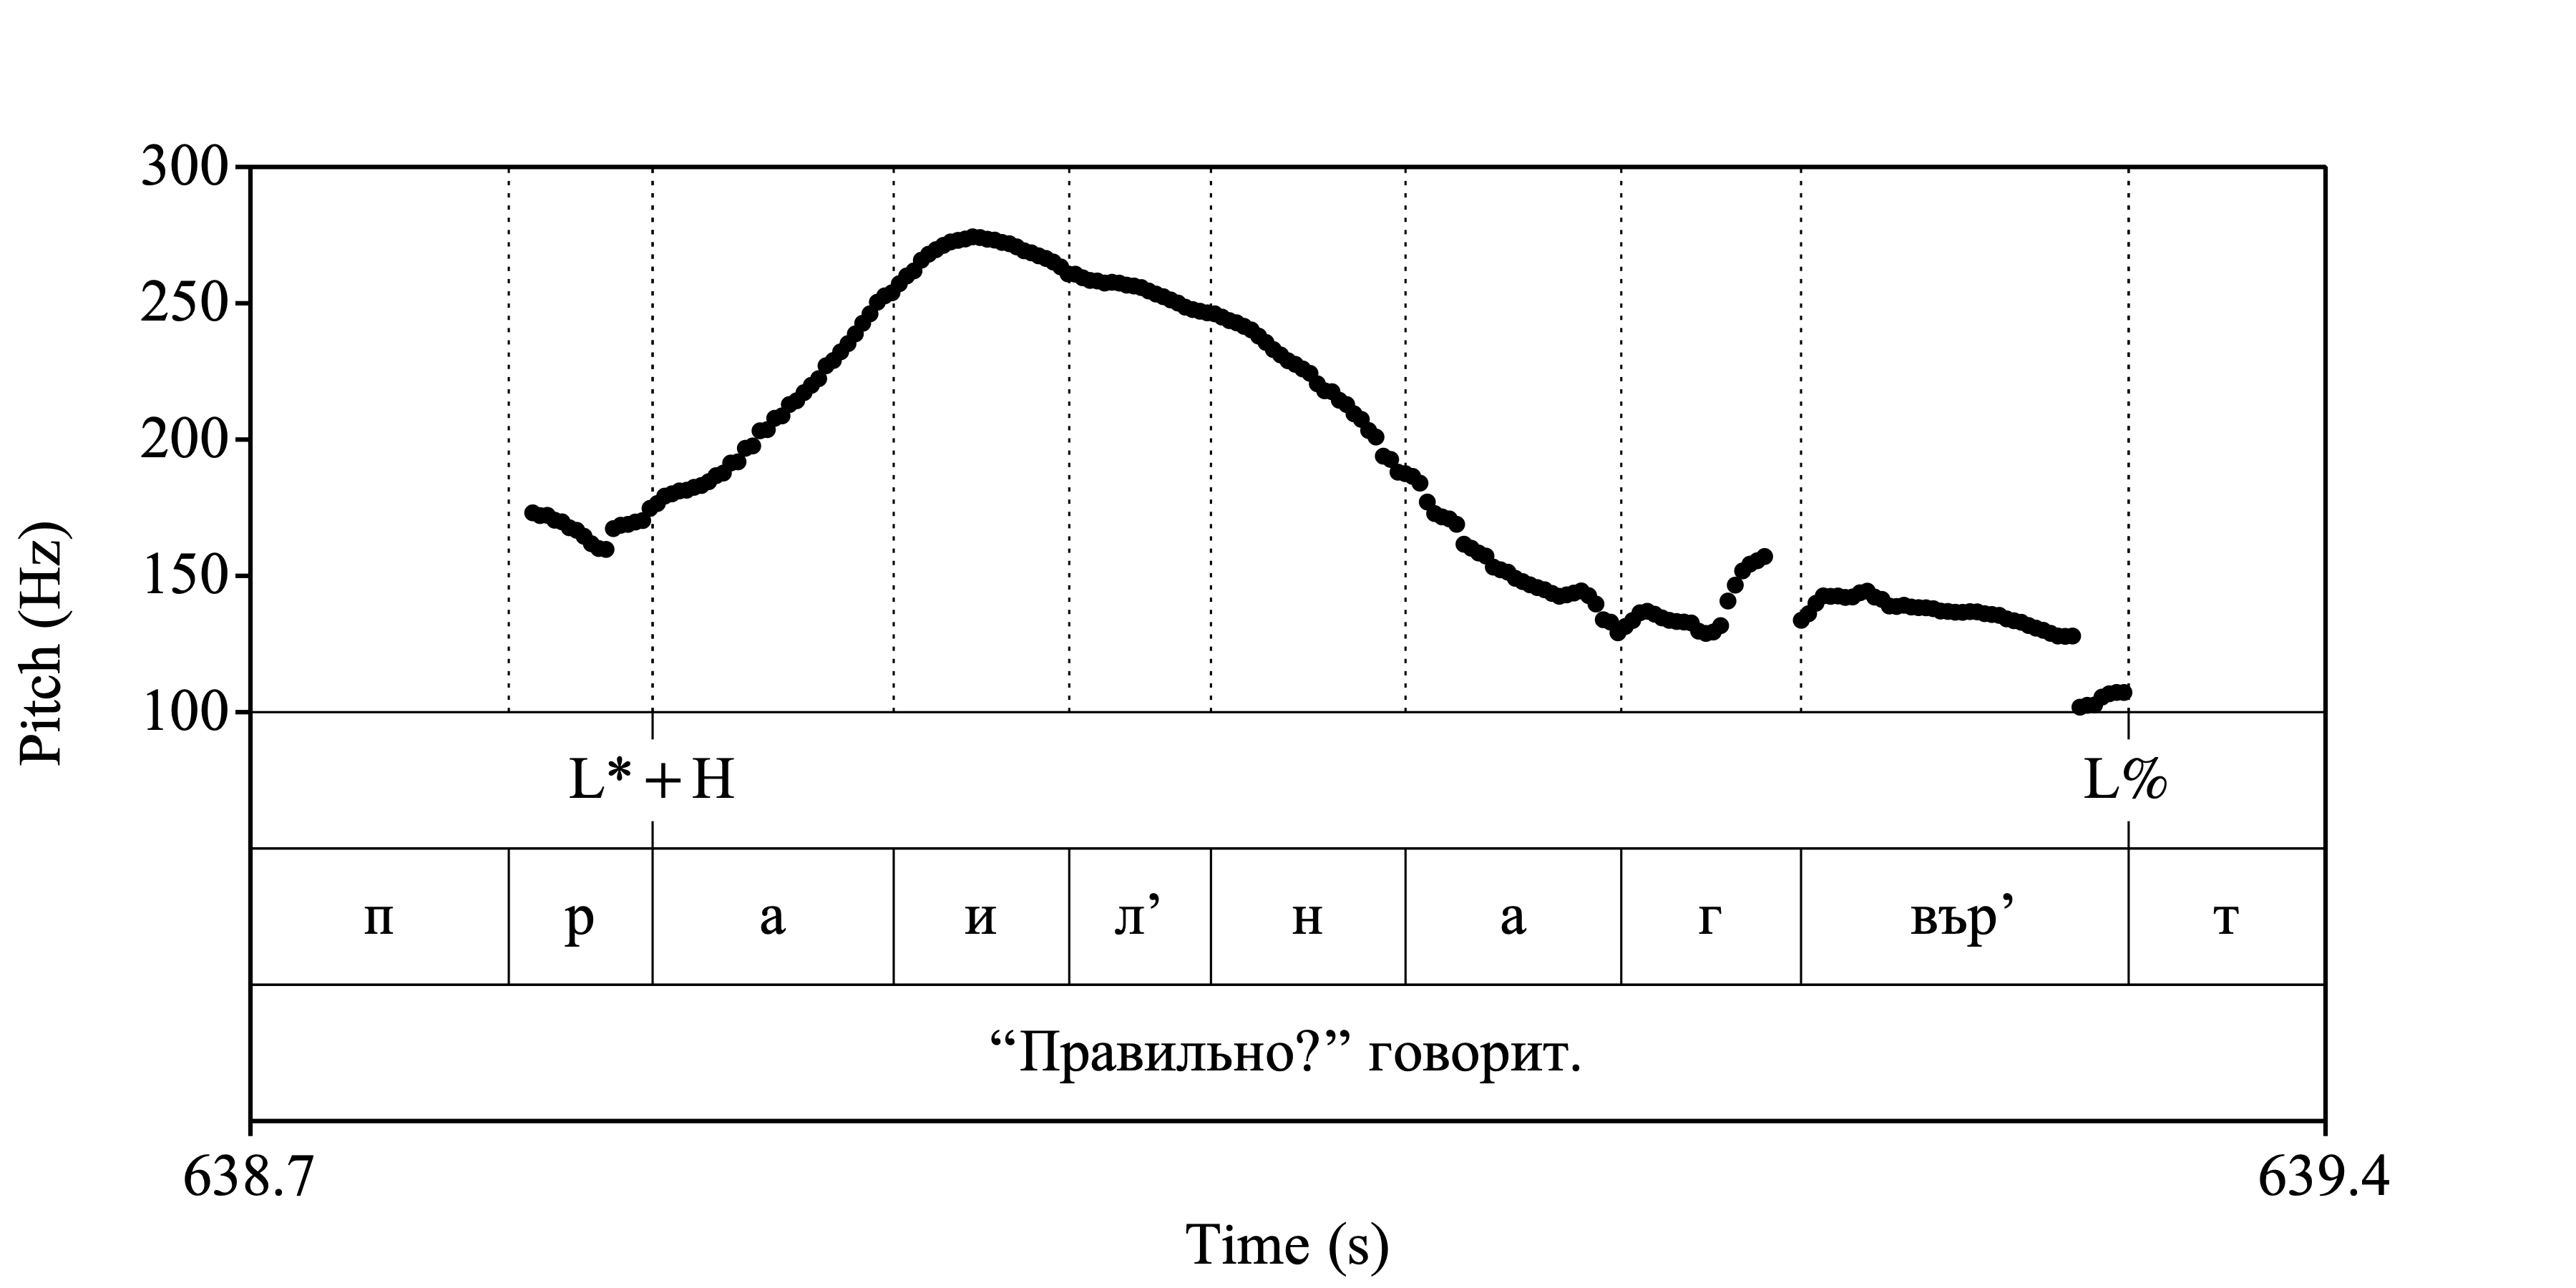 300
250
200
150
100
Pitch (Hz)
L* + H L%
п р а и л’ н а г вър’ т
“Правильно?” говорит.
638.7 639.4
Time (s)